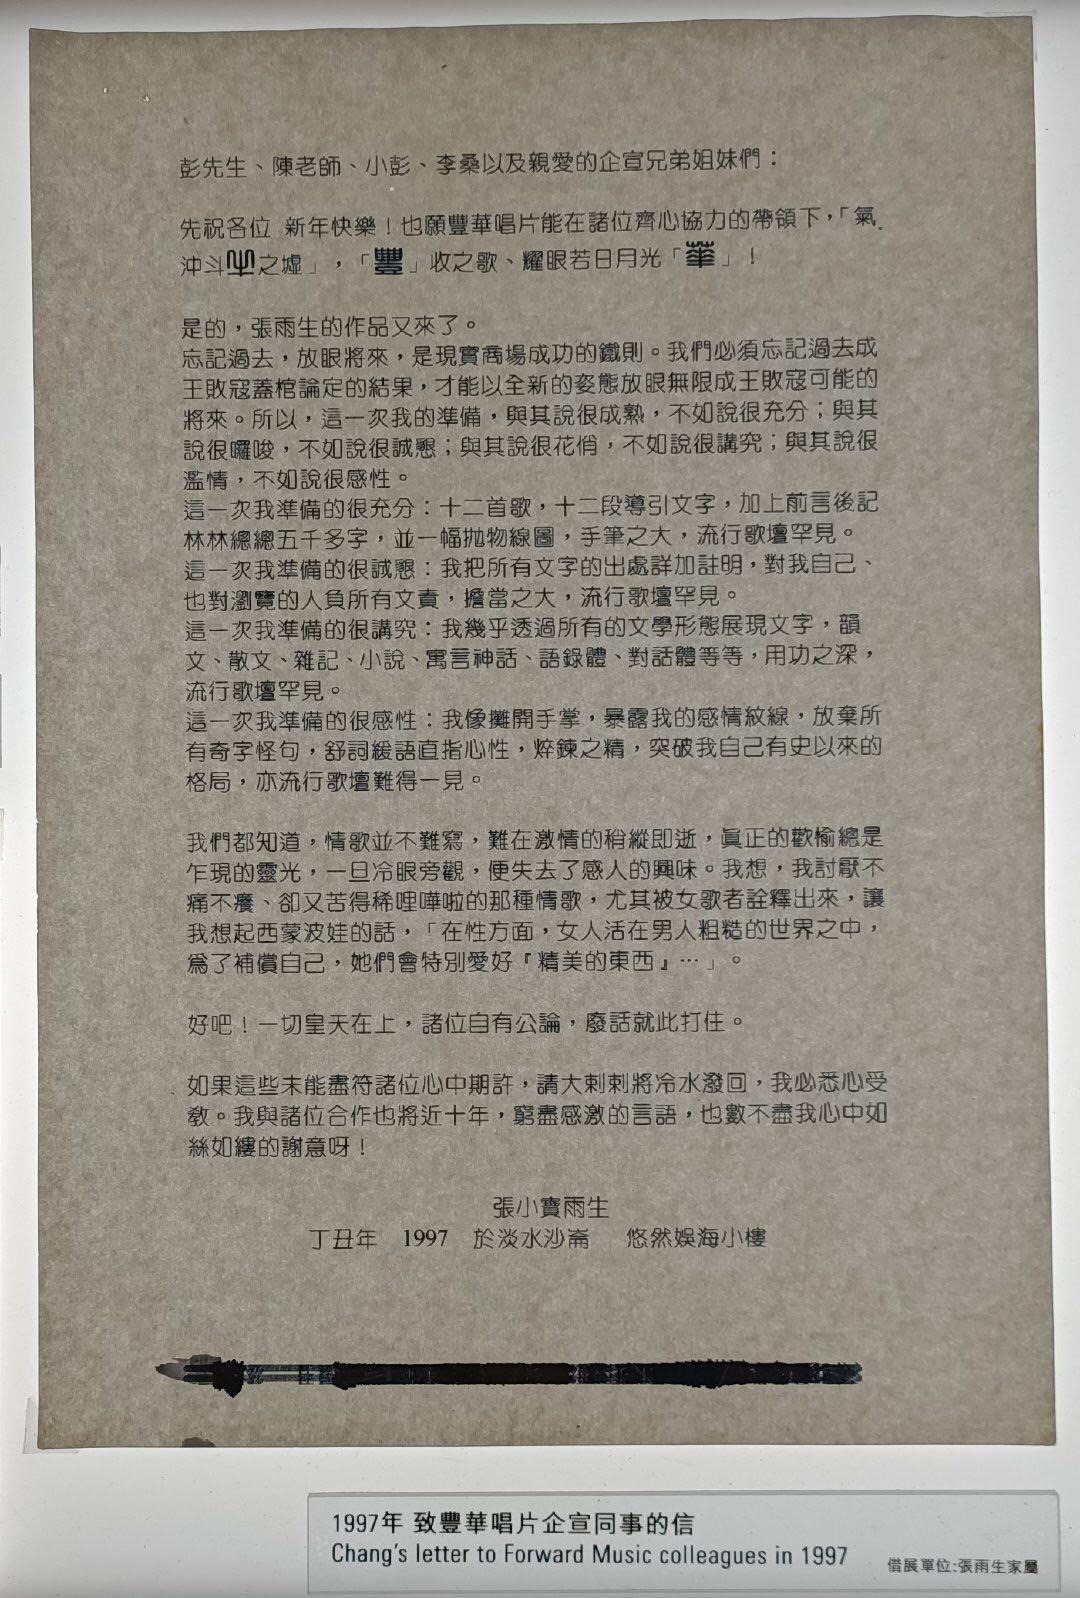 彭先生、陳老師、小彭、李桑以及親愛的企宣兄弟姐妹們：
先祝各位 新年快樂！也願豐華唱片能在諸位齊心協力的帶領下，「氣
沖斗牛之墟」，「豐」收之歌、耀眼若日月光「華」！
是的，張雨生的作品又來了。
忘記過去，放眼將來，是現實商場成功的鐵則。我們必須忘記過去成
王敗寇蓋棺論定的結果，才能以全新的姿態放眼無限成王敗寇可能的
將來。所以，這一次我的準備，與其說很成熟，不如說很充分；與其
說很囉唆，不如說很誠懇；與其說很花俏，不如說很講究；與其說很
濫情，不如說很感性。
這一次我準備的很充分：十二首歌，十二段導引文字，加上前言後記
林林總總五千多字，並一幅拋物線圖，手筆之大，流行歌壇罕見。
這一次我準備的很誠懇：我把所有文字的出處詳加註明，對我自己、
也對瀏覽的人負所有文責，擔當之大，流行歌壇罕見。
這一次我準備的很講究：我幾乎透過所有的文學形態展現文字，韻
文、散文、雜記、小說、寓言神話、語錄體、對話體等等，用功之深，
流行歌壇罕見。
這一次我準備的很感性：我像攤開手掌，暴露我的感情紋線，放棄所
有奇字怪句，舒詞緩語直指心性，焠鍊之精，突破我自己有史以來的
格局，亦流行歌壇難得一見。
我們都知道，情歌並不難寫，難在激情的稍縱即逝，真正的歡愉總是
乍現的靈光，一旦冷眼旁觀，便失去了感人的興味。我想，我討厭不
痛不癢、卻又苦得稀哩嘩啦的那種情歌，尤其被女歌者詮釋出來，讓
我想起西蒙波娃的話，「在性方面，女人活在男人粗糙的世界之中，
為了補償自己，她們會特別愛好『精美的東西』…」。
好吧！一切皇天在上，諸位自有公論，廢話就此打住。
如果這些未能盡符諸位心中期許，請大剌剌將冷水潑回，我必悉心受
教。我與諸位合作也將近十年，窮盡感激的言語，也數不盡我心中如
絲如縷的謝意呀！
張小寶雨生
丁丑年 1997 於淡水沙崙 悠然娛海小樓
1997年 致豐華唱片企宣同事的信
Chang's letter to Forward Music colleagues in 1997
借展單位:張雨生家屬